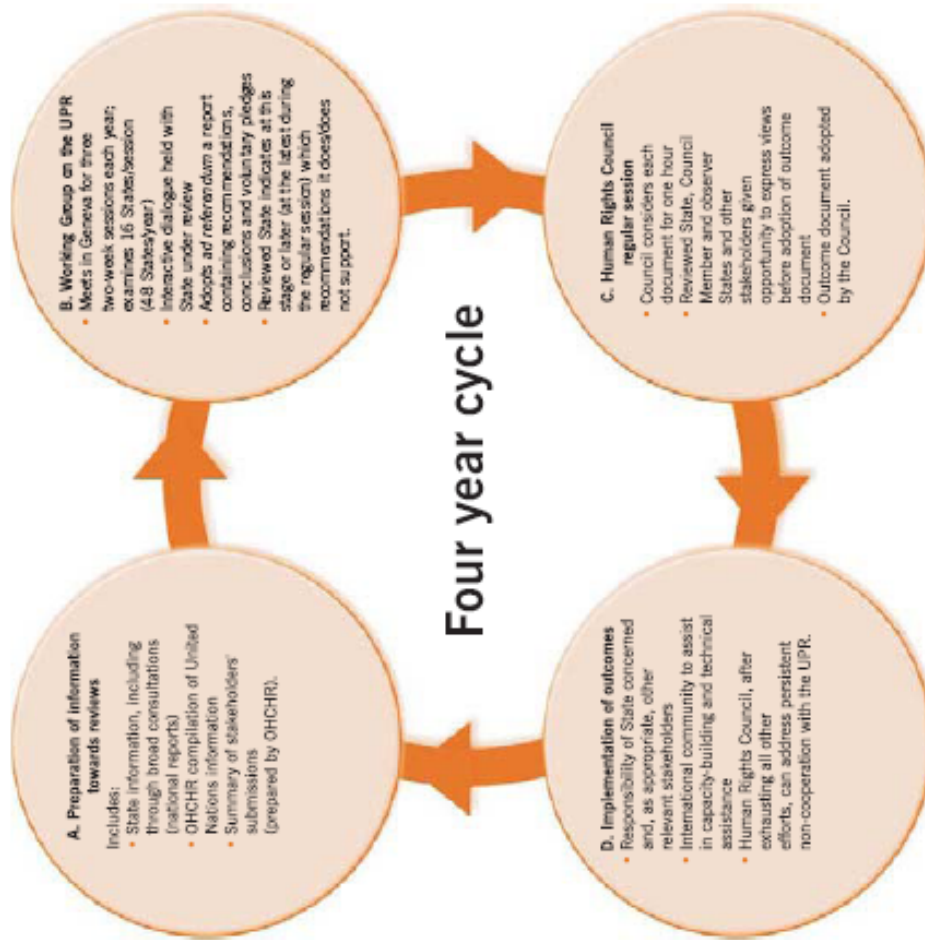 A. Preparation of information
towards reviews
Includes:
• State information, including
through broad consultations
(national reports)
• OHCHR compilation of United
Nations information
• Summary of stakeholders'
submissions
(prepared by OHCHR).
B. Working Group on the UPR
• Meets in Geneva for three
two-week sessions each year;
examines 16 States/session
(48 States/year)
• Interactive dialogue held with
State under review
• Adopts ad referendum a report
containing recommendations,
conclusions and voluntary pledges
• Reviewed State indicates at this
stage or later (at the latest during
the regular session) which
recommendations it does/does
not support.
Four year cycle
C. Human Rights Council
regular session
• Council considers each
document for one hour
• Reviewed State, Council
Member and observer
States and other
stakeholders given
opportunity to express views
before adoption of outcome
document
• Outcome document adopted
by the Council.
D. Implementation of outcomes
• Responsibility of State concerned
and, as appropriate, other
relevant stakeholders
• International community to assist
in capacity-building and technical
assistance
• Human Rights Council, after
exhausting all other
efforts, can address persistent
non-cooperation with the UPR.